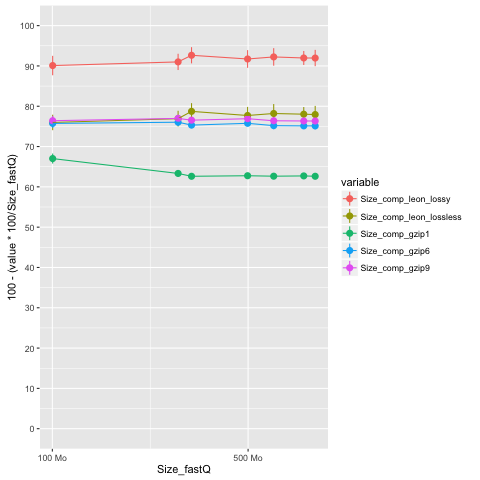 100 - (value * 100/Size_fastQ)
100
90
80
70
60
50
40
30
20
10
0
100 Mo
500 Mo
Size_fastQ
variable
Size_comp_leon_lossy
Size_comp_leon_lossless
Size_comp_gzip1
Size_comp_gzip6
Size_comp_gzip9